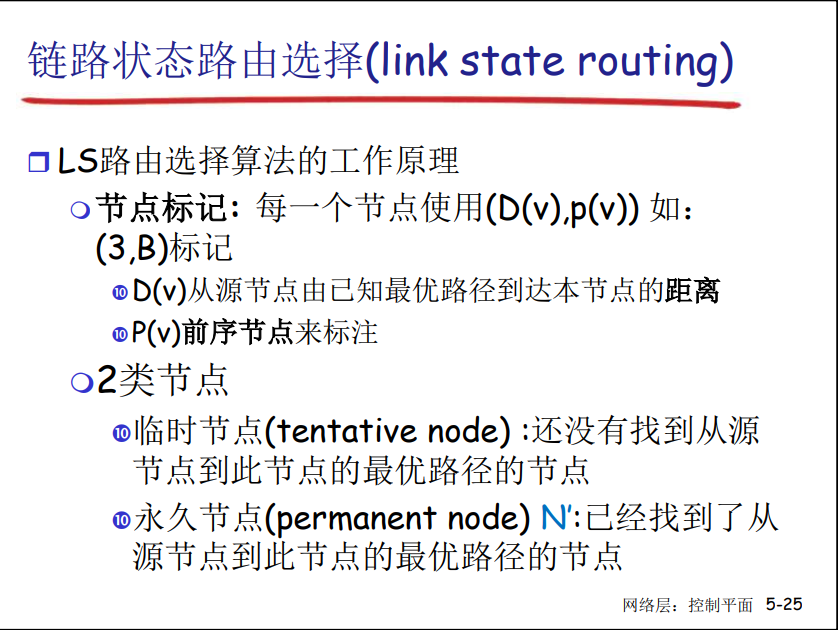 链路状态路由选择(link state routing)
LS路由选择算法的工作原理
节点标记：每一个节点使用(D(v),p(v)) 如：
(3,B)标记
D(v)从源节点由已知最优路径到达本节点的距离
P(v)前序节点来标注
2类节点
临时节点(tentative node) :还没有找到从源
节点到此节点的最优路径的节点
永久节点(permanent node) N’:已经找到了从
源节点到此节点的最优路径的节点
网络层：控制平面 5-25